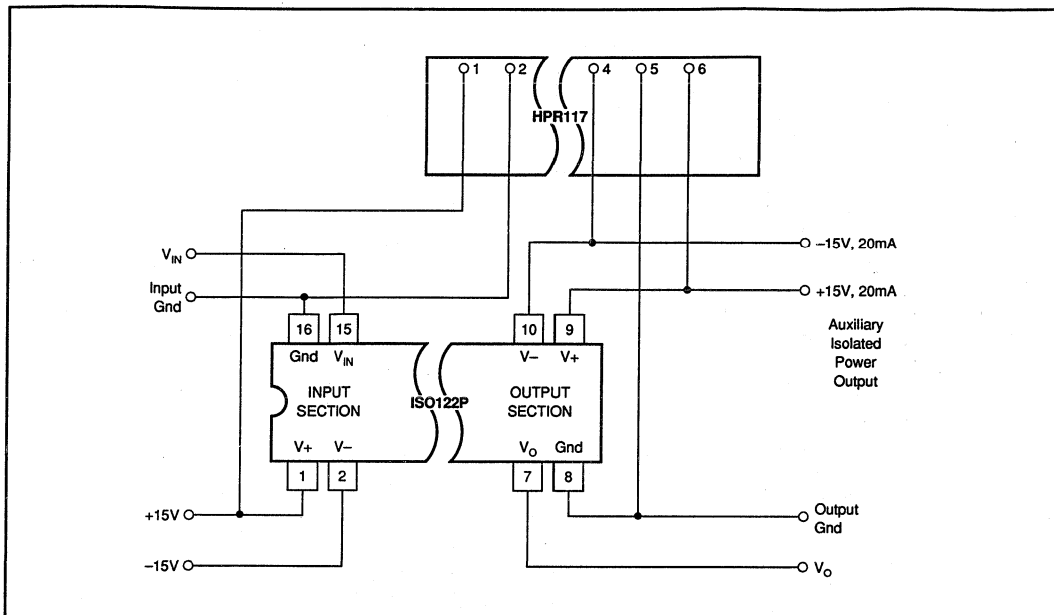 1 2 4 5 6
HPR117
V_IN
Input
Gnd
–15V, 20mA
+15V, 20mA
Auxiliary
Isolated
Power
Output
16 15 10 9
Gnd V_IN V– V+
INPUT
SECTION
ISO122P
OUTPUT
SECTION
V+ V– V_O Gnd
1 2 7 8
+15V
–15V
Output
Gnd
V_O